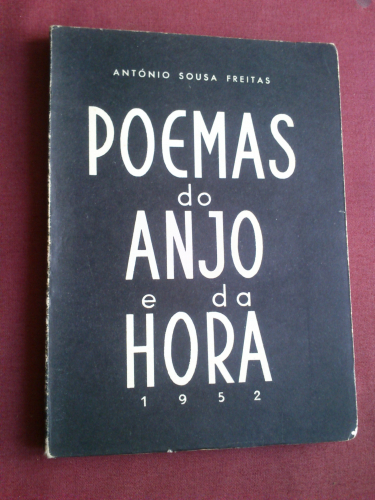 ANTÓNIO SOUSA FREITAS
POEMAS
do
ANJO
e da
HORA
1952